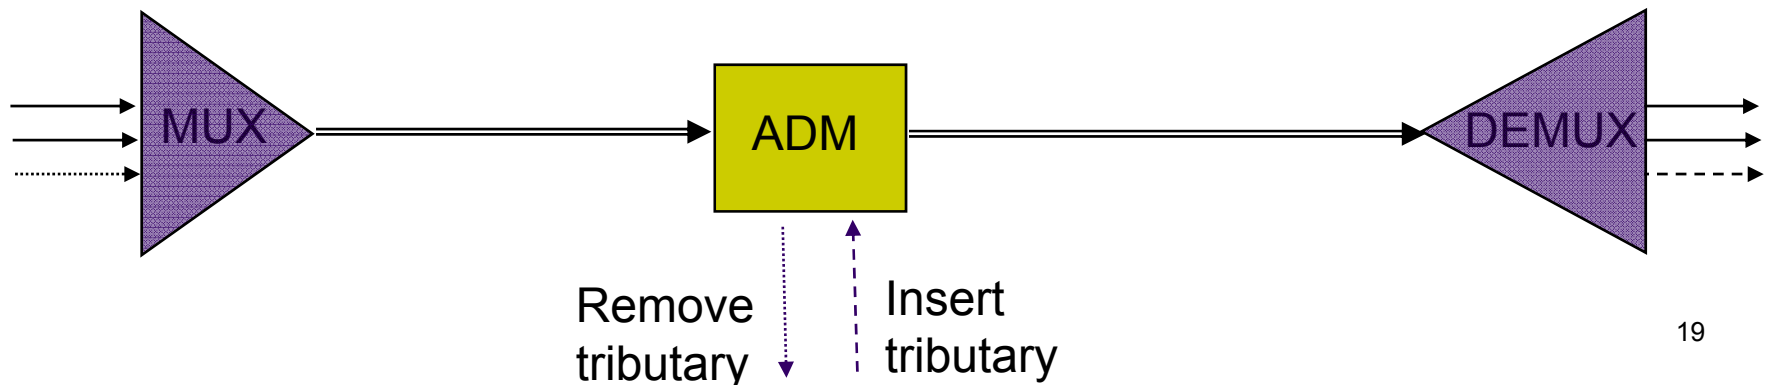 MUX
ADM
DEMUX
Remove
tributary
Insert
tributary
19